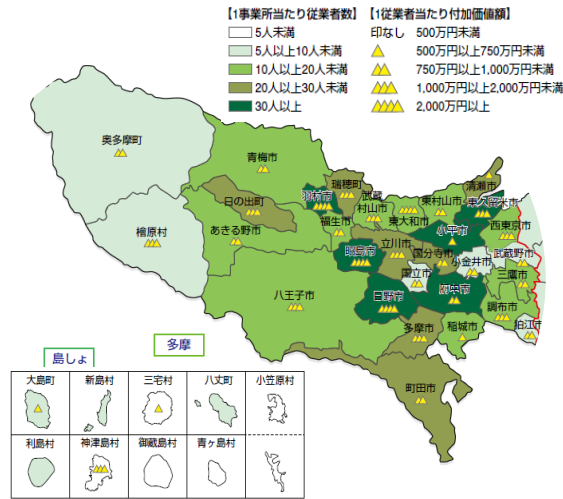 【1事業所当たり従業者数】 【1従業者当たり付加価値額】
5人未満 印なし 500万円未満
5人以上10人未満 500万円以上750万円未満
10人以上20人未満 750万円以上1,000万円未満
20人以上30人未満 1,000万円以上2,000万円未満
30人以上 2,000万円以上
奥多摩町
青梅市
日の出町
羽村市
瑞穂町
武蔵
村山市
東大和市
東村山市
清瀬市
東久留米市
檜原村
あきる野市
福生市
昭島市
立川市
小平市
国分寺市
西東京市
小金井市
武蔵野市
国立市
三鷹市
八王子市
日野市
府中市
調布市
狛江市
多摩市
稲城市
町田市
多摩
島しょ
大島町 新島村 三宅村 八丈町 小笠原村
利島村 神津島村 御蔵島村 青ヶ島村